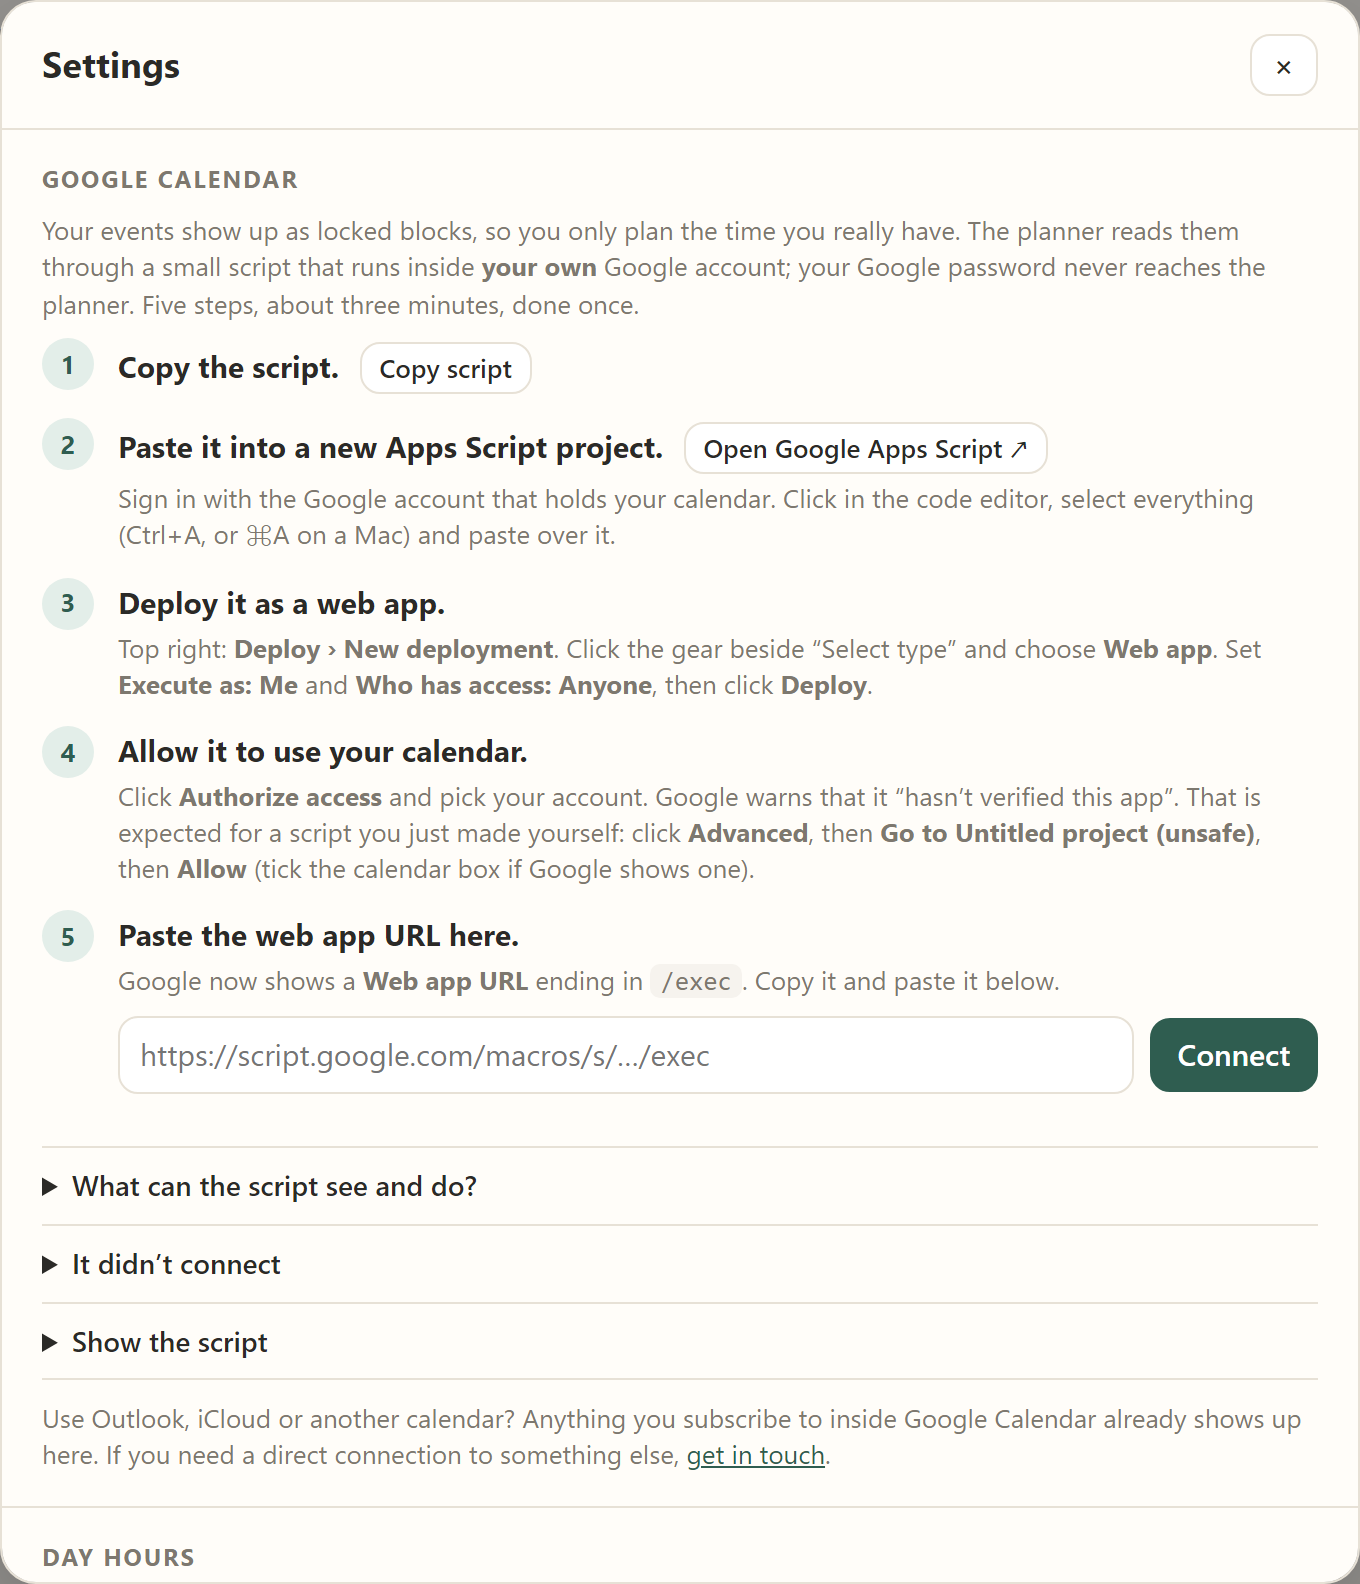 Settings
×
GOOGLE CALENDAR
Your events show up as locked blocks, so you only plan the time you really have. The planner reads them
through a small script that runs inside your own Google account; your Google password never reaches the
planner. Five steps, about three minutes, done once.
1 Copy the script. Copy script
2 Paste it into a new Apps Script project. Open Google Apps Script ↗
Sign in with the Google account that holds your calendar. Click in the code editor, select everything
(Ctrl+A, or ⌘A on a Mac) and paste over it.
3 Deploy it as a web app.
Top right: Deploy › New deployment. Click the gear beside “Select type” and choose Web app. Set
Execute as: Me and Who has access: Anyone, then click Deploy.
4 Allow it to use your calendar.
Click Authorize access and pick your account. Google warns that it “hasn’t verified this app”. That is
expected for a script you just made yourself: click Advanced, then Go to Untitled project (unsafe),
then Allow (tick the calendar box if Google shows one).
5 Paste the web app URL here.
Google now shows a Web app URL ending in /exec. Copy it and paste it below.
https://script.google.com/macros/s/…/exec Connect
▶ What can the script see and do?
▶ It didn’t connect
▶ Show the script
Use Outlook, iCloud or another calendar? Anything you subscribe to inside Google Calendar already shows up
here. If you need a direct connection to something else, get in touch.
DAY HOURS